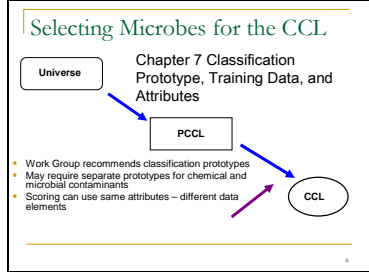 Selecting Microbes for the CCL
Universe
Chapter 7 Classification
Prototype, Training Data, and
Attributes
PCCL
Work Group recommends classification prototypes
May require separate prototypes for chemical and
microbial contaminants
Scoring can use same attributes – different data
elements
CCL
6